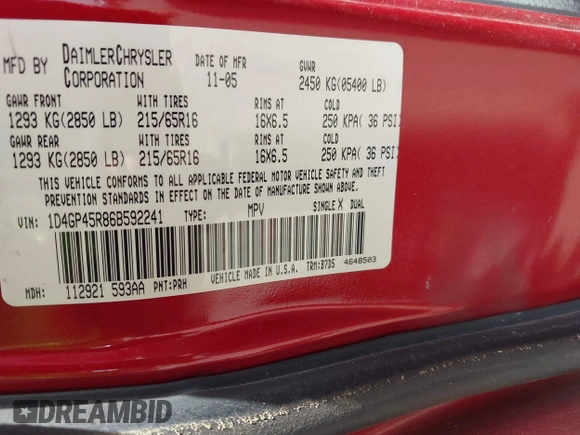 MFD BY DAIMLERCHRYSLER CORPORATION
DATE OF MFR 11-05
GVWR 2450 KG(05400 LB)
GAWR FRONT WITH TIRES RIMS AT COLD
1293 KG(2850 LB) 215/65R16 16X6.5 250 KPA( 36 PSI)
GAWR REAR WITH TIRES RIMS AT COLD
1293 KG(2850 LB) 215/65R16 16X6.5 250 KPA( 36 PSI)
THIS VEHICLE CONFORMS TO ALL APPLICABLE FEDERAL MOTOR VEHICLE SAFETY, AND THEFT
PREVENTION STANDARDS IN EFFECT ON THE DATE OF MANUFACTURE SHOWN ABOVE.
VIN: 1D4GP45R86B592241 TYPE: MPV SINGLE X DUAL
VEHICLE MADE IN U.S.A. TRM:B7D5 4648503
MDH: 112921 593AA PNT:PRH
DREAMBID